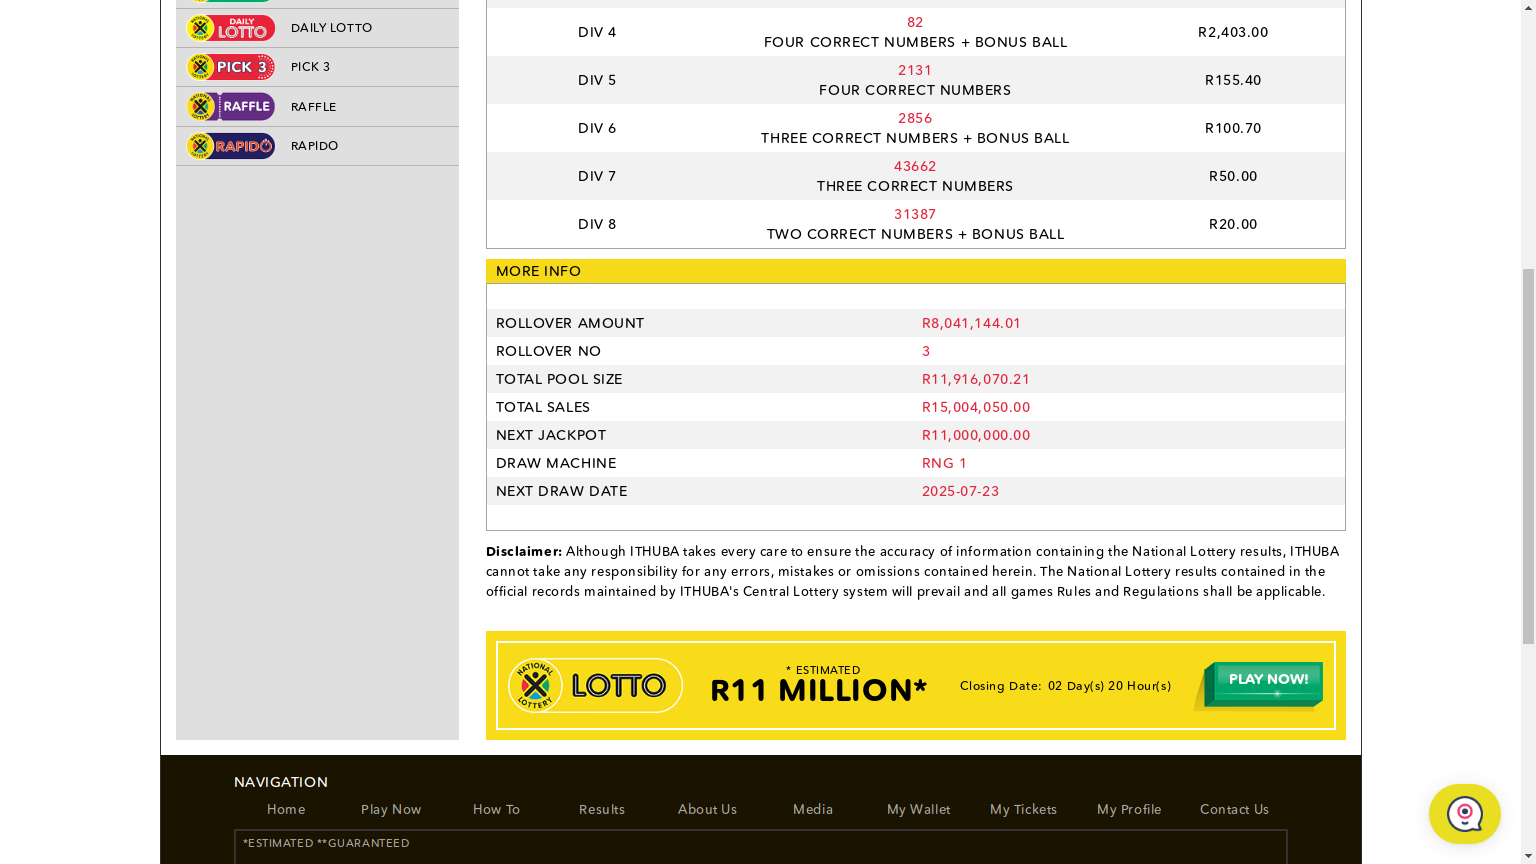 DAILY LOTTO
DAILY LOTTO
PICK 3
PICK 3
RAFFLE
RAFFLE
RAPIDO
RAPIDO
DIV 4
82
FOUR CORRECT NUMBERS + BONUS BALL
R2,403.00
DIV 5
2131
FOUR CORRECT NUMBERS
R155.40
DIV 6
2856
THREE CORRECT NUMBERS + BONUS BALL
R100.70
DIV 7
43662
THREE CORRECT NUMBERS
R50.00
DIV 8
31387
TWO CORRECT NUMBERS + BONUS BALL
R20.00
MORE INFO
ROLLOVER AMOUNT R8,041,144.01
ROLLOVER NO 3
TOTAL POOL SIZE R11,916,070.21
TOTAL SALES R15,004,050.00
NEXT JACKPOT R11,000,000.00
DRAW MACHINE RNG 1
NEXT DRAW DATE 2025-07-23
Disclaimer: Although ITHUBA takes every care to ensure the accuracy of information containing the National Lottery results, ITHUBA
cannot take any responsibility for any errors, mistakes or omissions contained herein. The National Lottery results contained in the
official records maintained by ITHUBA's Central Lottery system will prevail and all games Rules and Regulations shall be applicable.
NATIONAL LOTTERY
LOTTO
* ESTIMATED
R11 MILLION*
Closing Date: 02 Day(s) 20 Hour(s)
PLAY NOW!
NAVIGATION
Home Play Now How To Results About Us Media My Wallet My Tickets My Profile Contact Us
*ESTIMATED **GUARANTEED